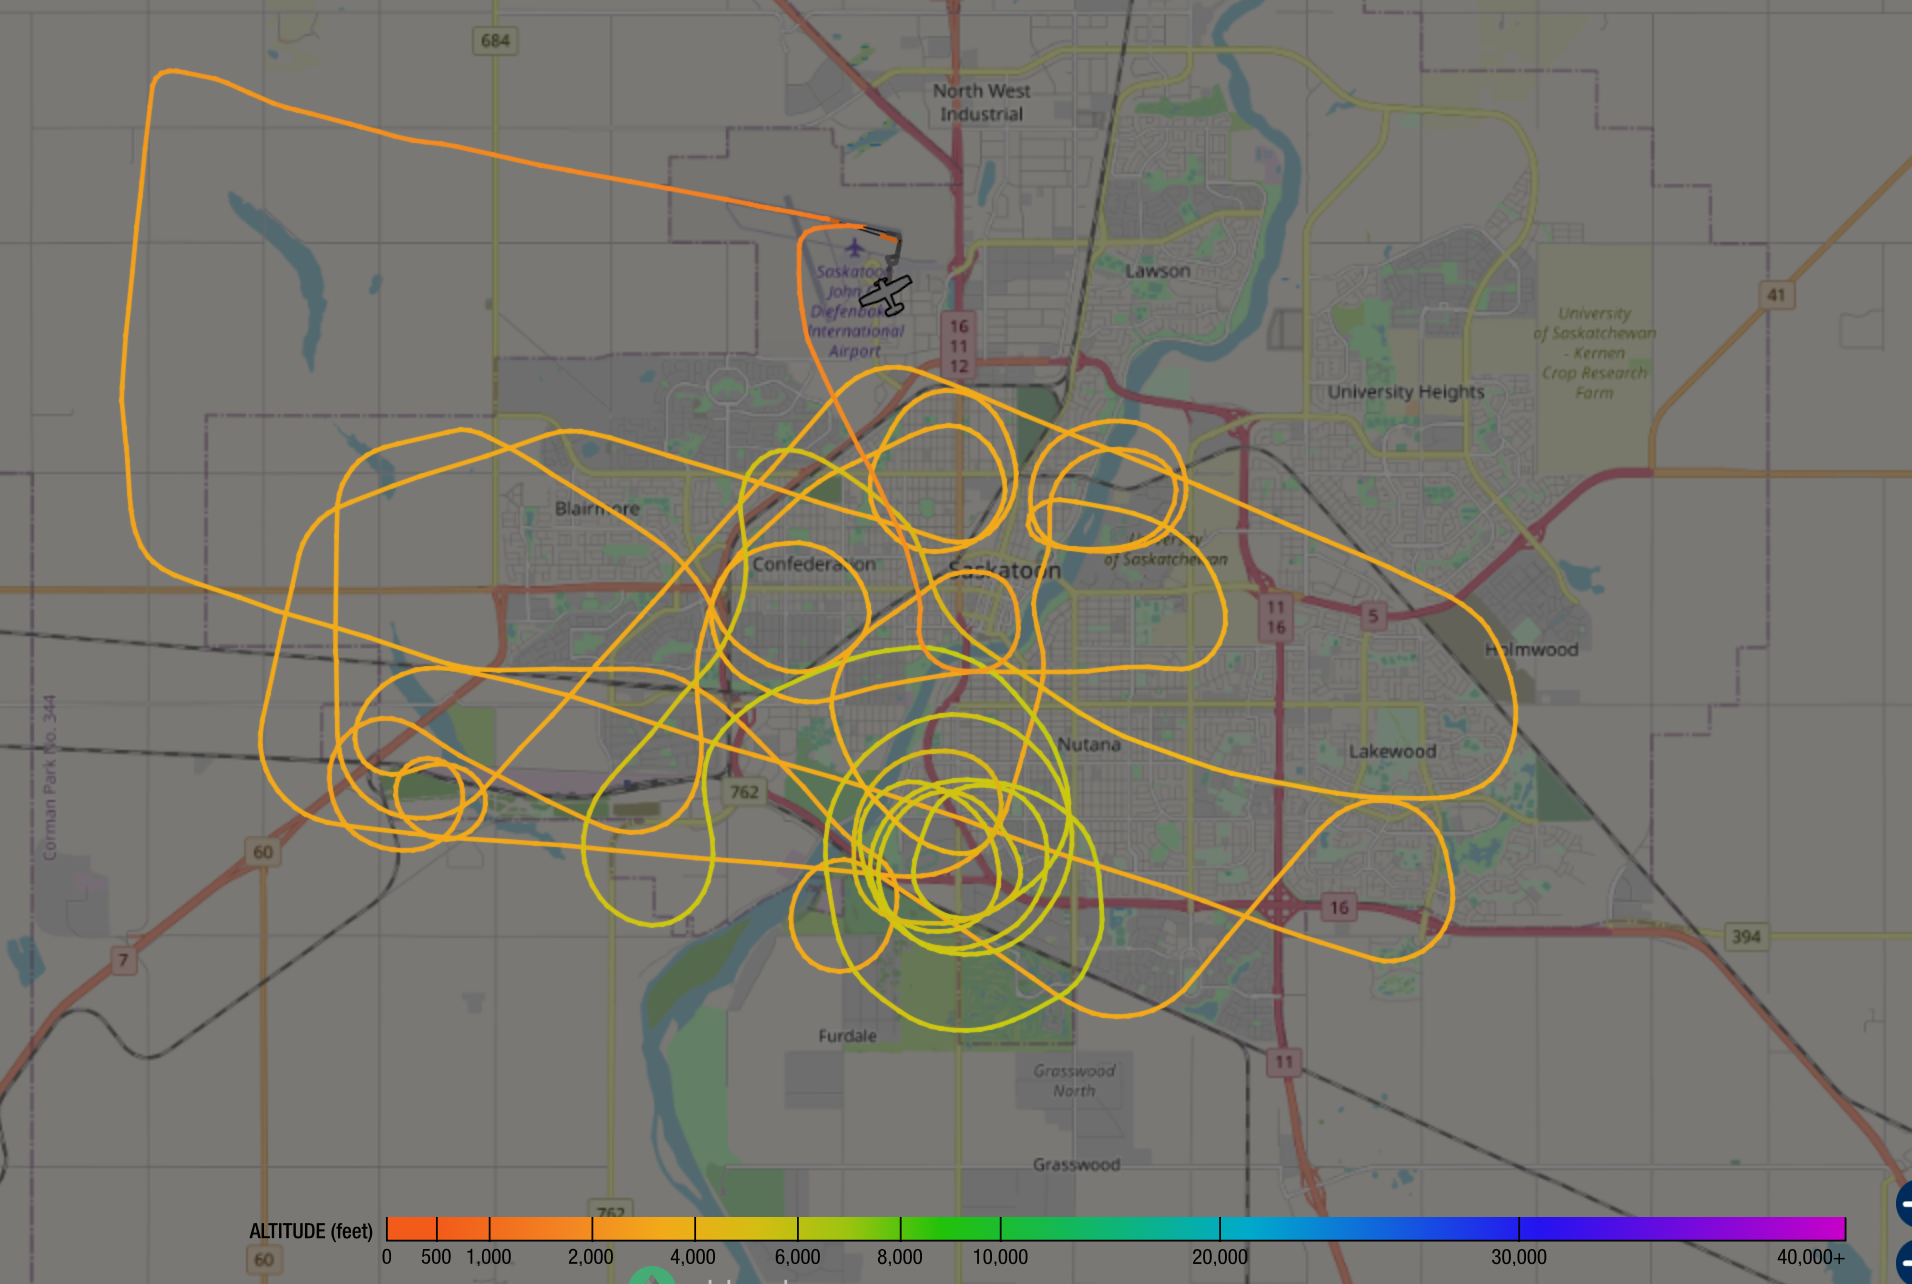 684
North West
Industrial
Lawson
41
Saskatoon
John
Diefenbak
International
Airport
16
11
12
University
of Saskatchewan
- Kernen
Crop Research
Farm
University Heights
Blairmore
Confederation
Saskatoon
University
of Saskatchewan
11
16
5
Holmwood
Corman Park No. 344
Nutana
Lakewood
762
60
16
394
7
Furdale
11
Grasswood
North
Grasswood
762
60
ALTITUDE (feet)
0 500 1,000 2,000 4,000 6,000 8,000 10,000 20,000 30,000 40,000+